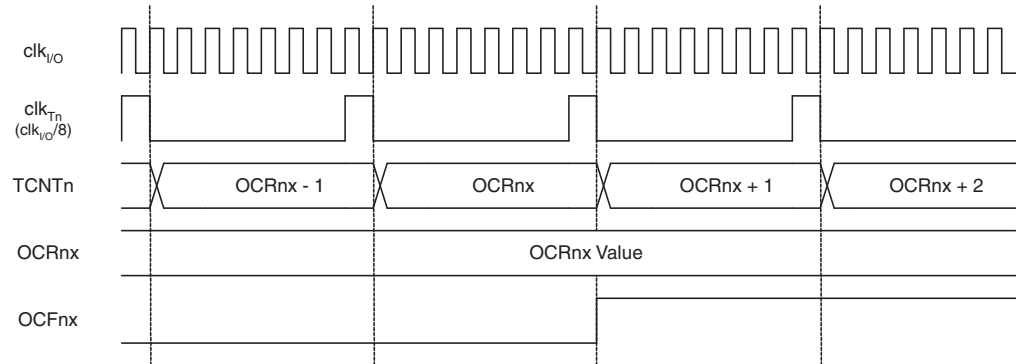 clkI/O
clkTn
(clkI/O/8)
TCNTn OCRnx - 1 OCRnx OCRnx + 1 OCRnx + 2
OCRnx OCRnx Value
OCFnx